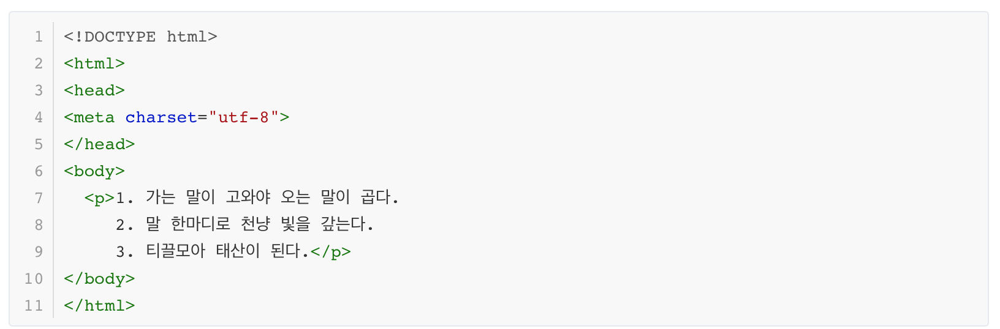 1 <!DOCTYPE html>
2 <html>
3 <head>
4 <meta charset="utf-8">
5 </head>
6 <body>
7   <p>1. 가는 말이 고와야 오는 말이 곱다.
8      2. 말 한마디로 천냥 빛을 갚는다.
9      3. 티끌모아 태산이 된다.</p>
10 </body>
11 </html>